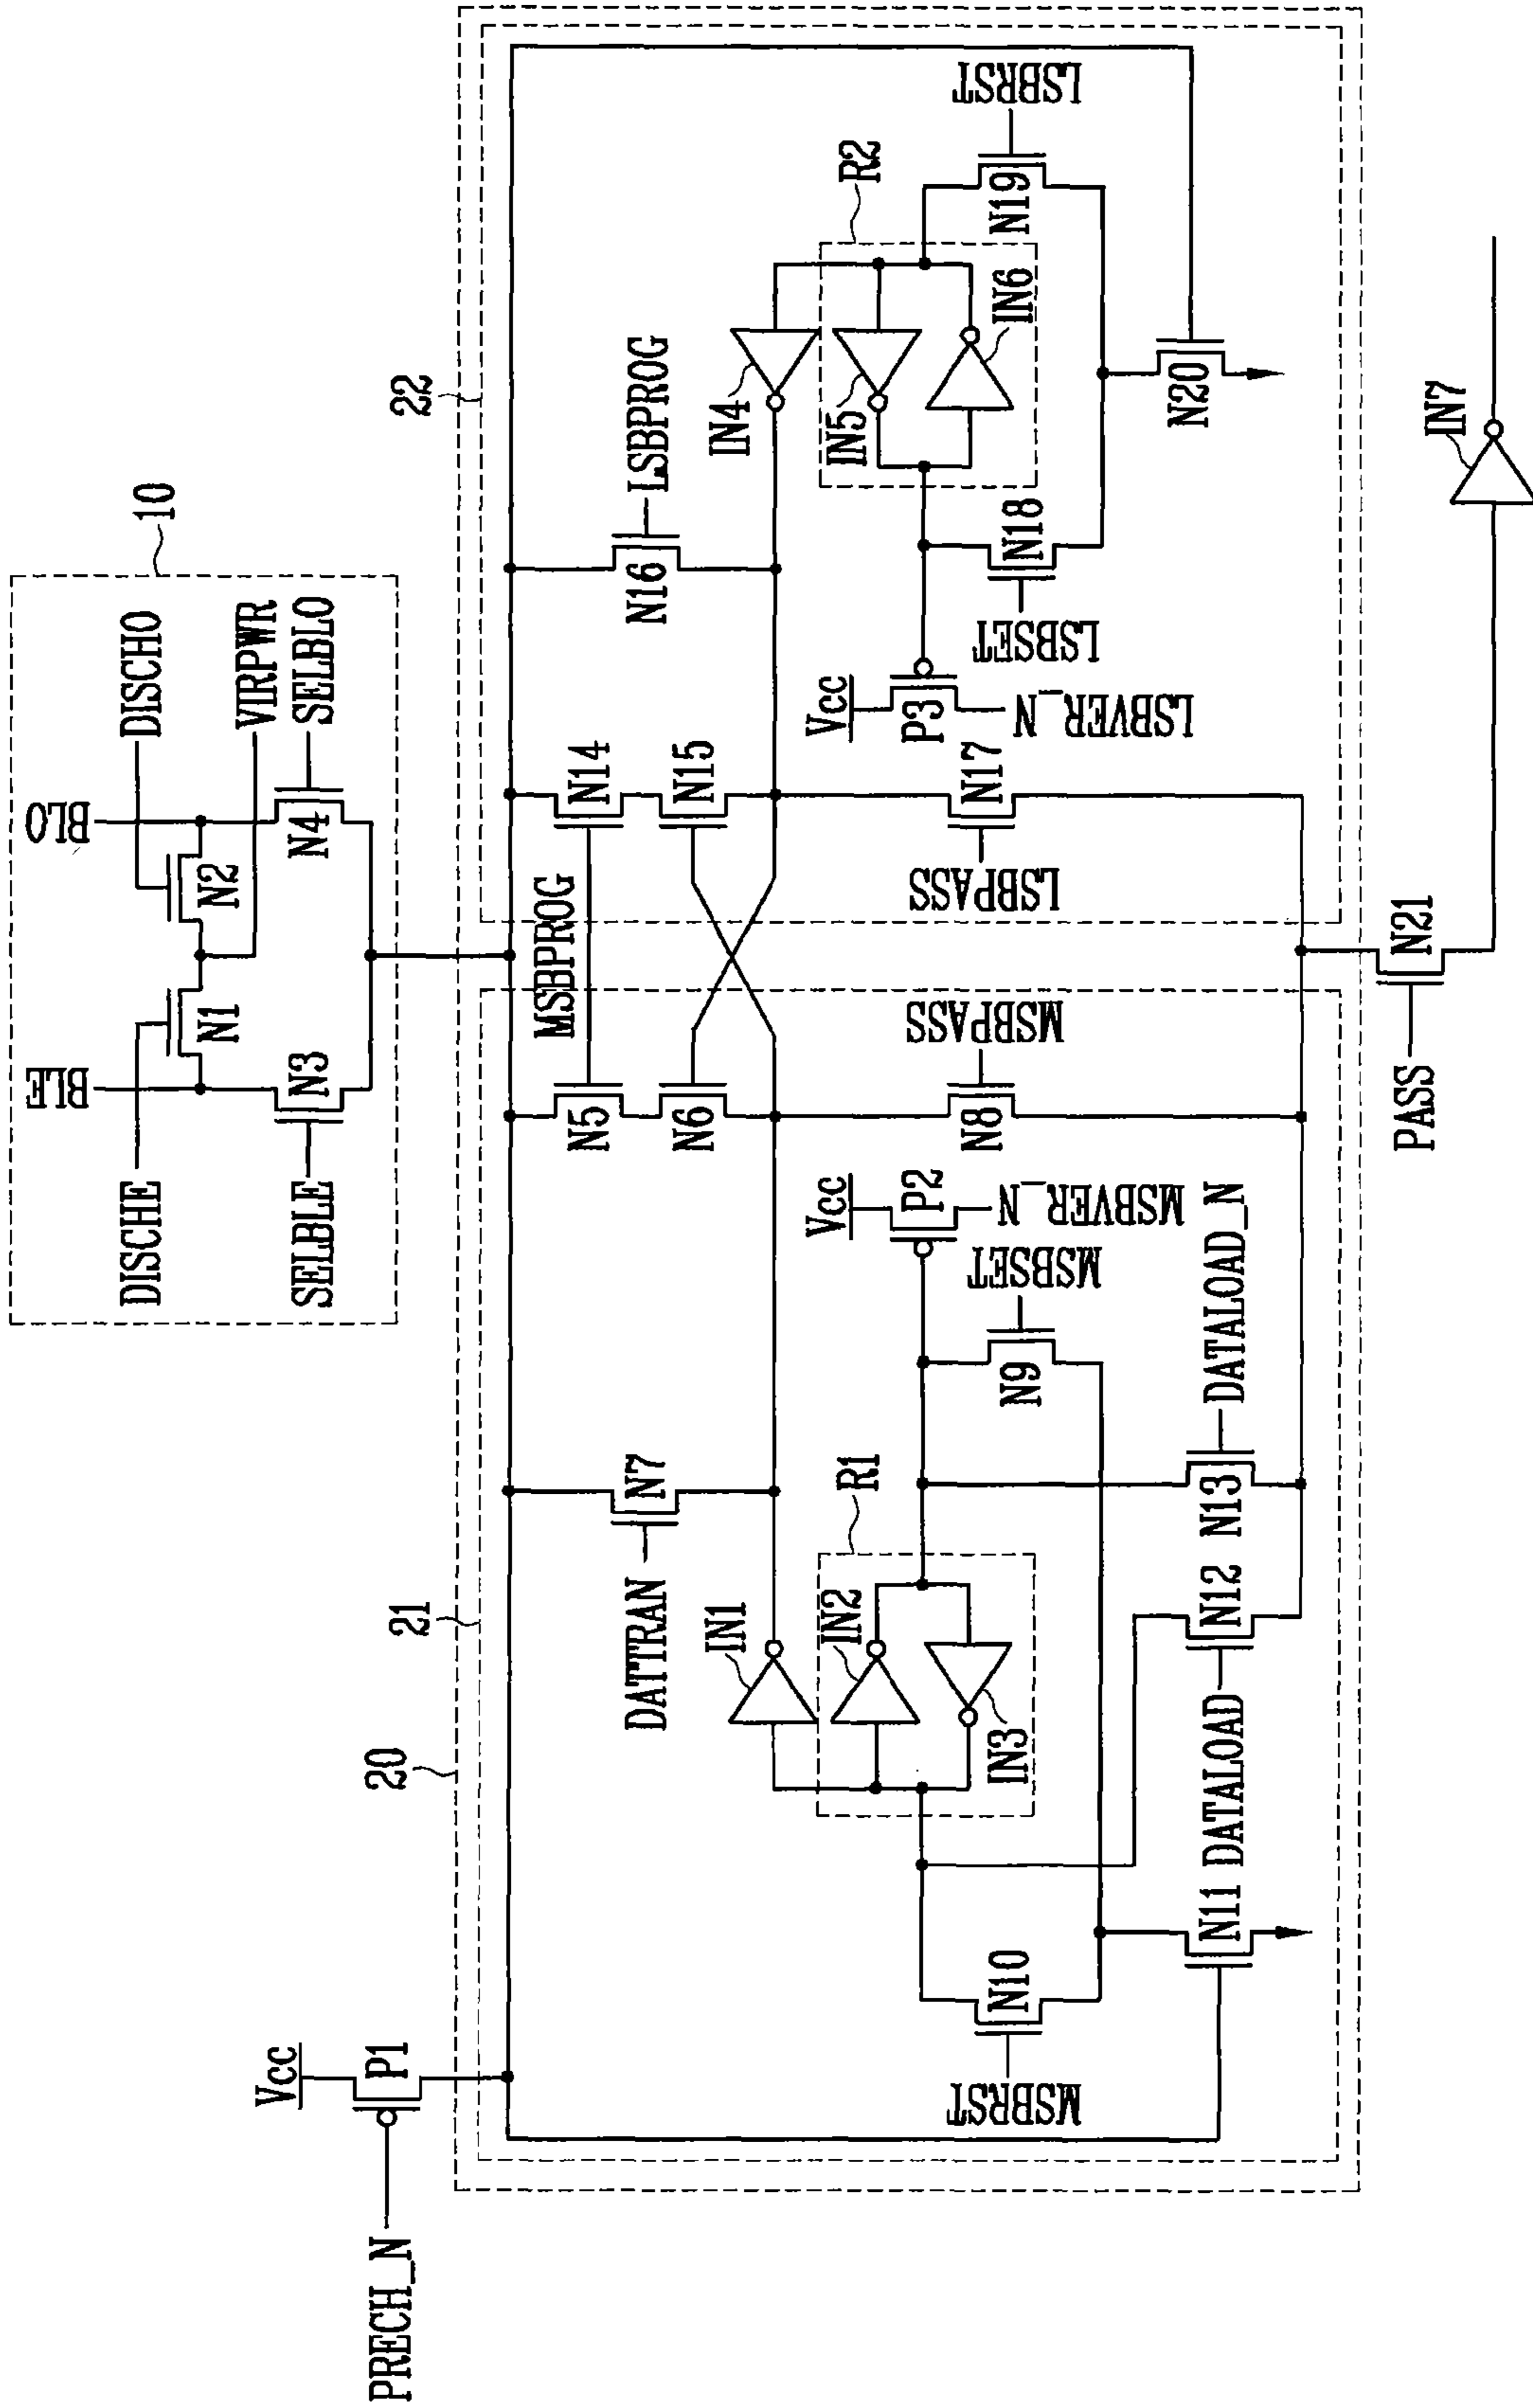 BLE
BLO
DISCHE
DISCHO
N1
N2
VIRPWR
SELBLE
N3
N4
SELBLO
10
PRECH_N
Vcc
P1
20
21
22
MSBPROG
DATTRAN
N7
N5
N14
N16
LSBPROG
N6
N15
IN1
IN4
R1
R2
IN2
IN3
Vcc
P2
MSBVER_N
Vcc
P3
LSBVER_N
IN5
IN6
MSBRST
N10
N9
MSBSET
N8
MSBPASS
LSBPASS
N17
LSBSET
N18
N19
LSBRST
N11
DATALOAD
N12
N13
DATALOAD_N
N20
PASS
N21
IN7